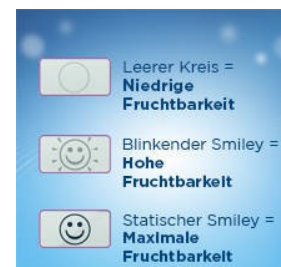 Leerer Kreis =
Niedrige
Fruchtbarkeit
Blinkender Smiley =
Hohe
Fruchtbarkeit
Statischer Smiley =
Maximale
Fruchtbarkeit